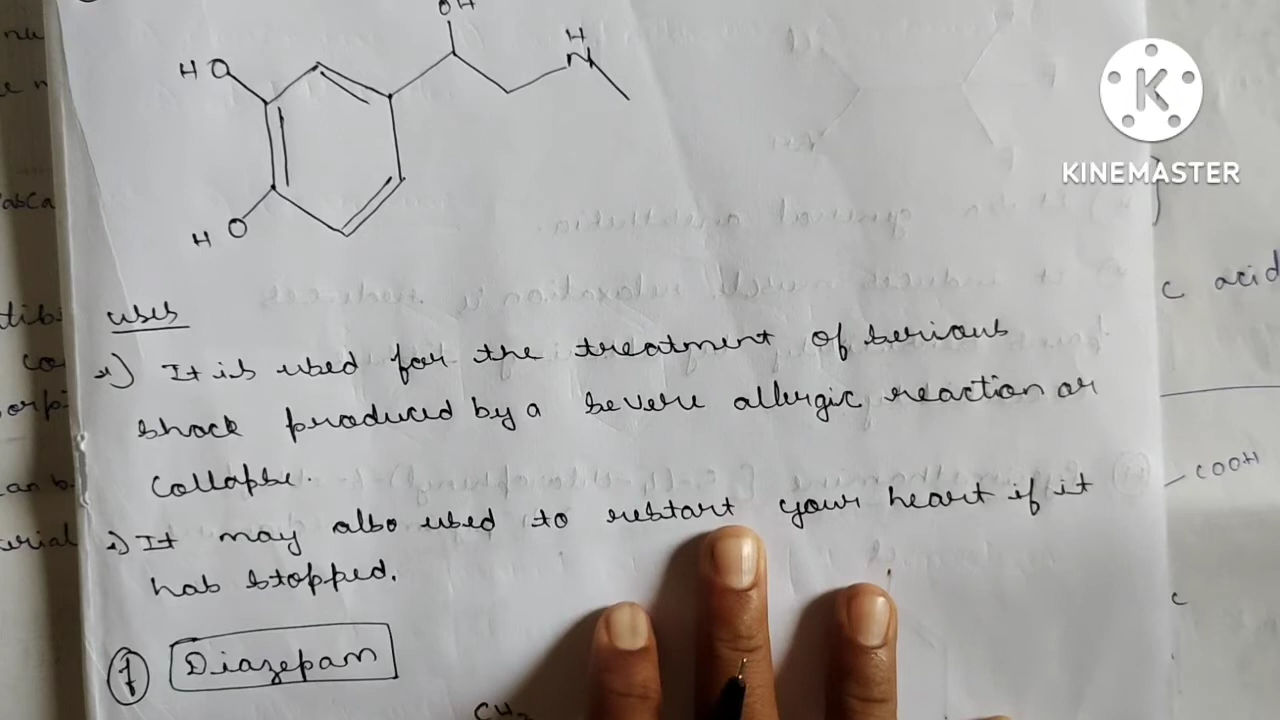 OH
H
HO
N
HO
KINEMASTER
uses
1) It is used for the treatment of serious
shock produced by a severe allergic reaction or
collapse.
2) It may also used to restart your heart if it
has stopped.
7 Diazepam
CH3
c acid
COOH
c